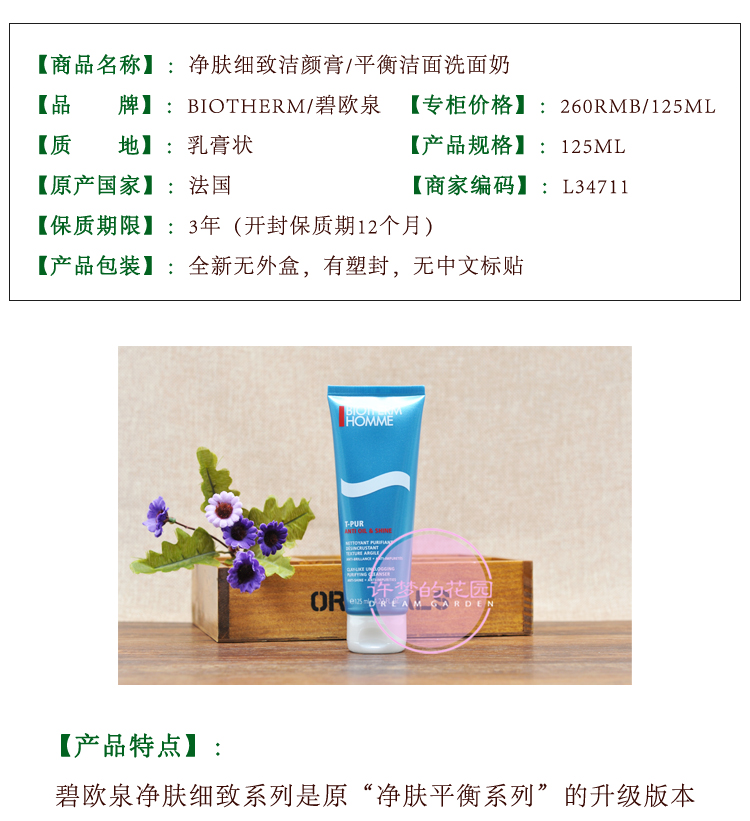 【商品名称】：净肤细致洁颜膏/平衡洁面洗面奶
【品 牌】：BIOTHERM/碧欧泉 【专柜价格】：260RMB/125ML
【质 地】：乳膏状 【产品规格】：125ML
【原产国家】：法国 【商家编码】：L34711
【保质期限】：3年（开封保质期12个月）
【产品包装】：全新无外盒，有塑封，无中文标贴
BIOTHERM
HOMME
T-PUR
ANTI OIL & SHINE
NETTOYANT PURIFIANT
DÉSINCRUSTANT
TEXTURE ARGILE
CLAY-LIKE UNCLOGGING
PURIFYING CLEANSER
许梦的花园
DREAM GARDEN
【产品特点】：
碧欧泉净肤细致系列是原“净肤平衡系列”的升级版本